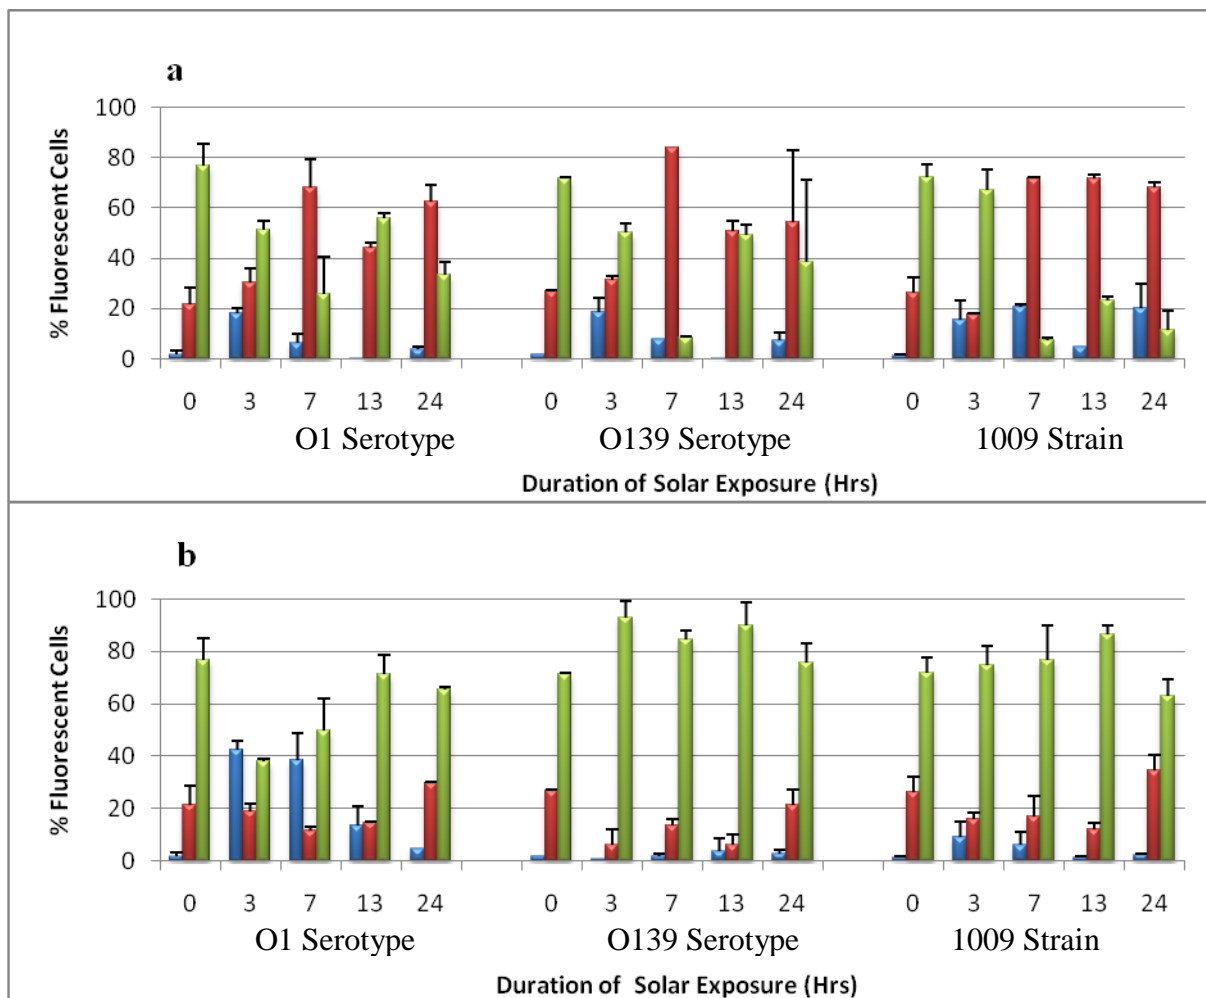 a
% Fluorescent Cells
100
80
60
40
20
0
0 3 7 13 24 0 3 7 13 24 0 3 7 13 24
O1 Serotype O139 Serotype 1009 Strain
Duration of Solar Exposure (Hrs)
b
% Fluorescent Cells
100
80
60
40
20
0
0 3 7 13 24 0 3 7 13 24 0 3 7 13 24
O1 Serotype O139 Serotype 1009 Strain
Duration of Solar Exposure (Hrs)